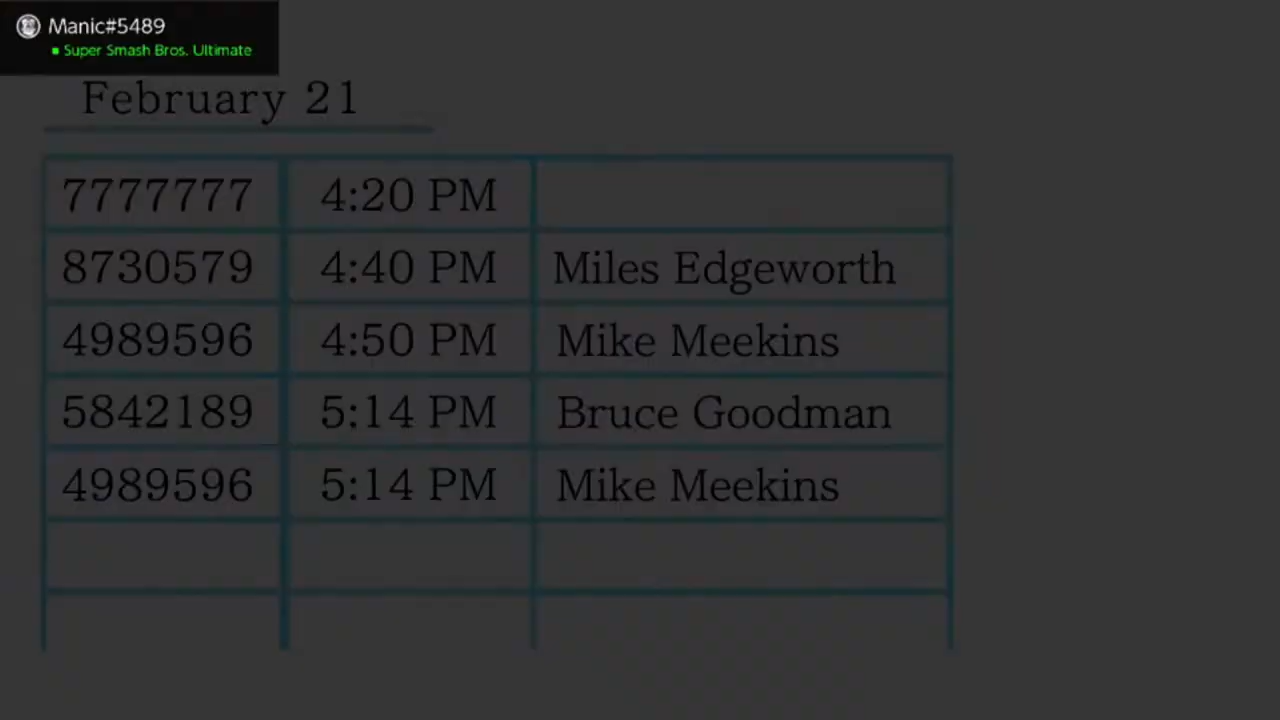 Manic#5489
Super Smash Bros. Ultimate
February 21
7777777 4:20 PM
8730579 4:40 PM Miles Edgeworth
4989596 4:50 PM Mike Meekins
5842189 5:14 PM Bruce Goodman
4989596 5:14 PM Mike Meekins